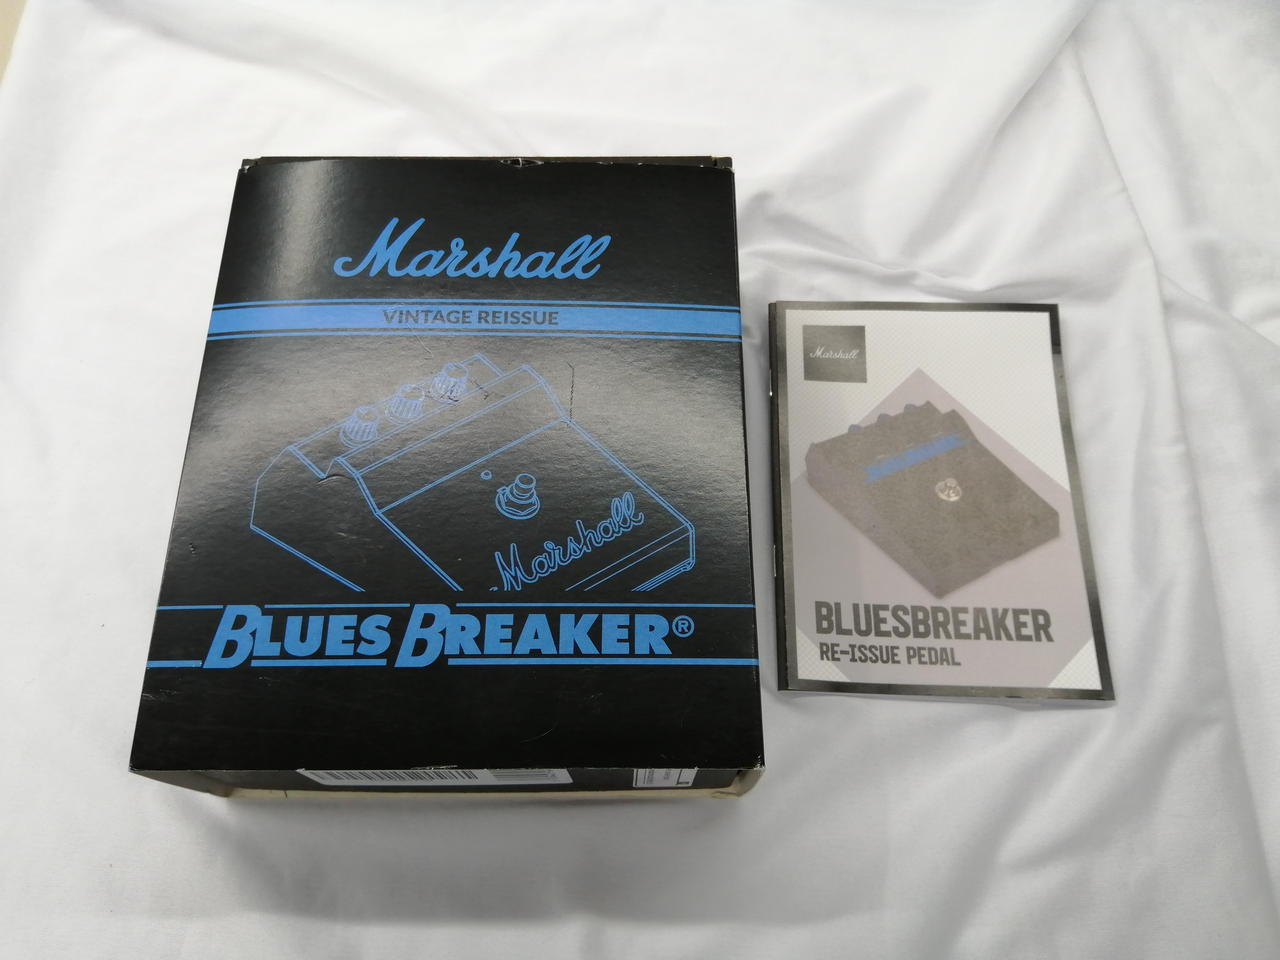 Marshall
VINTAGE REISSUE
Marshall
BLUES BREAKER®
Marshall
BLUESBREAKER
RE-ISSUE PEDAL